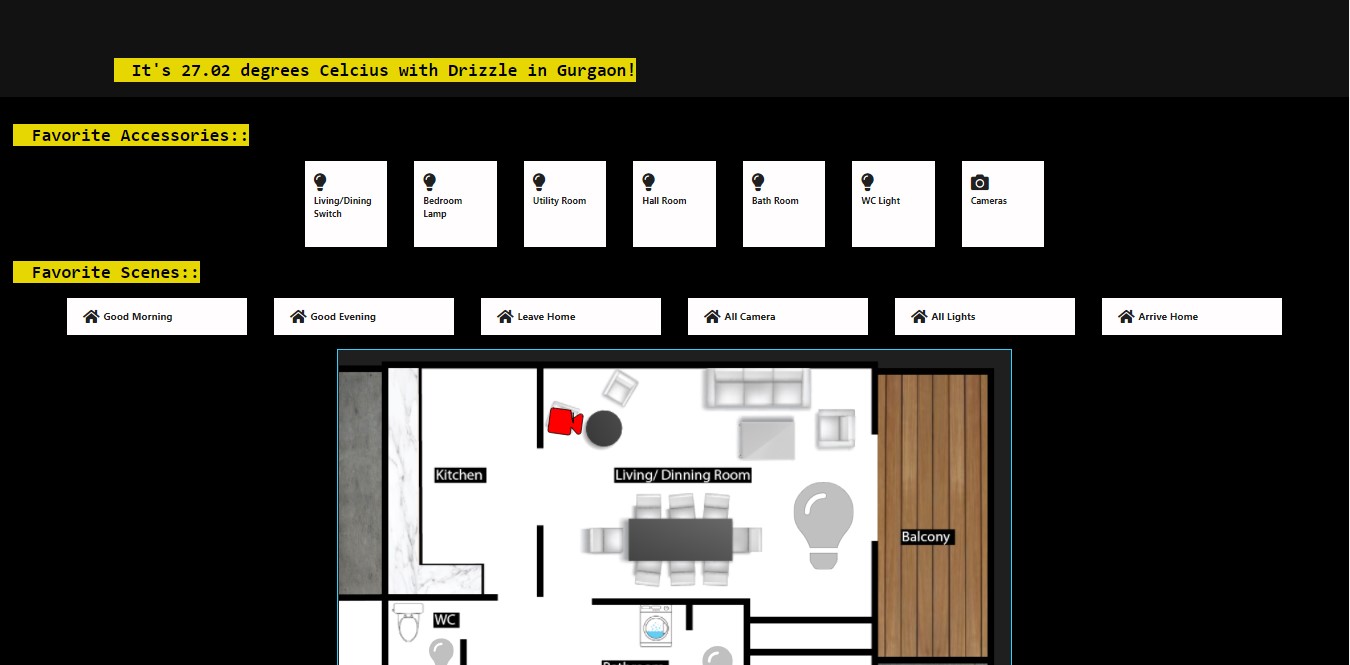 It's 27.02 degrees Celcius with Drizzle in Gurgaon!
Favorite Accessories::
Living/Dining
Switch
Bedroom
Lamp
Utility Room
Hall Room
Bath Room
WC Light
Cameras
Favorite Scenes::
Good Morning
Good Evening
Leave Home
All Camera
All Lights
Arrive Home
Kitchen
Living/ Dinning Room
Balcony
WC